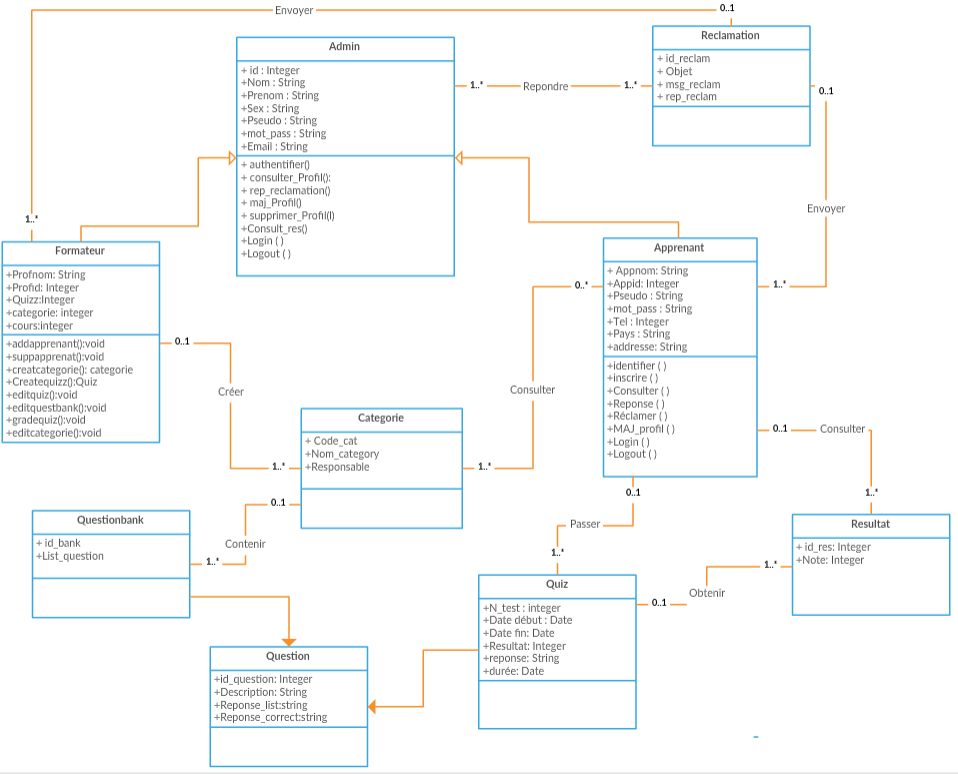 Envoyer
0..1
Reclamation
+ id_reclam
+ Objet
+ msg_reclam
+ rep_reclam
Admin
+ id : Integer
+Nom : String
+Prenom : String
+Sex : String
+Pseudo : String
+mot_pass : String
+Email : String
+ authentifier()
+ consulter_Profil():
+ rep_reclamation()
+ maj_Profil()
+ supprimer_Profil(l)
+Consult_res()
+Login ( )
+Logout ( )
1..*
Repondre
1..*
0..1
Envoyer
1..*
1..*
Formateur
+Profnom: String
+Profid: Integer
+Quizz:Integer
+categorie: integer
+cours:integer
+addapprenant():void
+suppapprenat():void
+creatcategorie(): categorie
+Createquizz():Quiz
+editquiz():void
+editquestbank():void
+gradequiz():void
+editcategorie():void
Apprenant
+ Appnom: String
+Appid: Integer
+Pseudo : String
+mot_pass : String
+Tel : Integer
+Pays : String
+addresse: String
+identifier ( )
+inscrire ( )
+Consulter ( )
+Reponse ( )
+Réclamer ( )
+MAJ_profil ( )
+Login ( )
+Logout ( )
0..*
Consulter
1..*
0..1
Créer
1..*
Categorie
+ Code_cat
+Nom_category
+Responsable
0..1
Contenir
1..*
Questionbank
+ id_bank
+List_question
0..1
Consulter
1..*
Resultat
+ id_res: Integer
+Note: Integer
0..1
Passer
1..*
Quiz
+N_test : integer
+Date début : Date
+Date fin: Date
+Resultat: Integer
+reponse: String
+durée: Date
1..*
Obtenir
0..1
Question
+id_question: Integer
+Description: String
+Reponse_list:string
+Reponse_correct:string